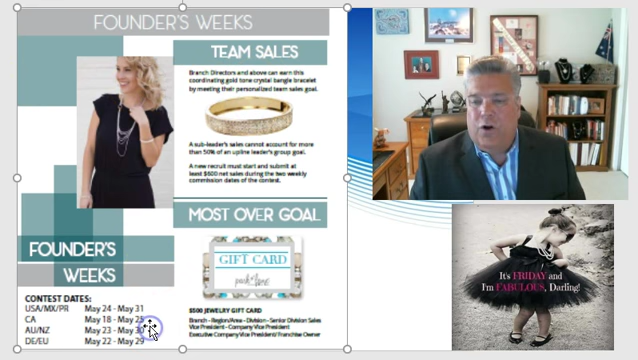 FOUNDER'S WEEKS
TEAM SALES
Branch Directors and above can earn this
coordinating gold tone crystal bangle bracelet
by meeting their personalized team sales goal.
A sub-leader's sales cannot account for more
than 50% of an upline leader's group goal.
A new recruit must start and submit at
least $600 net sales during the two weekly
commission dates of the contest.
MOST OVER GOAL
GIFT CARD
$500 JEWELRY GIFT CARD
Branch - Region/Area - Division - Senior Division Sales
Vice President - Company Vice President
Executive Company Vice President/ Franchise Owner
FOUNDER'S
WEEKS
CONTEST DATES:
USA/MX/PR May 24 - May 31
CA May 18 - May 25
AU/NZ May 23 - May 30
DE/EU May 22 - May 29
It's FRIDAY and
I'm FABULOUS, Darling!